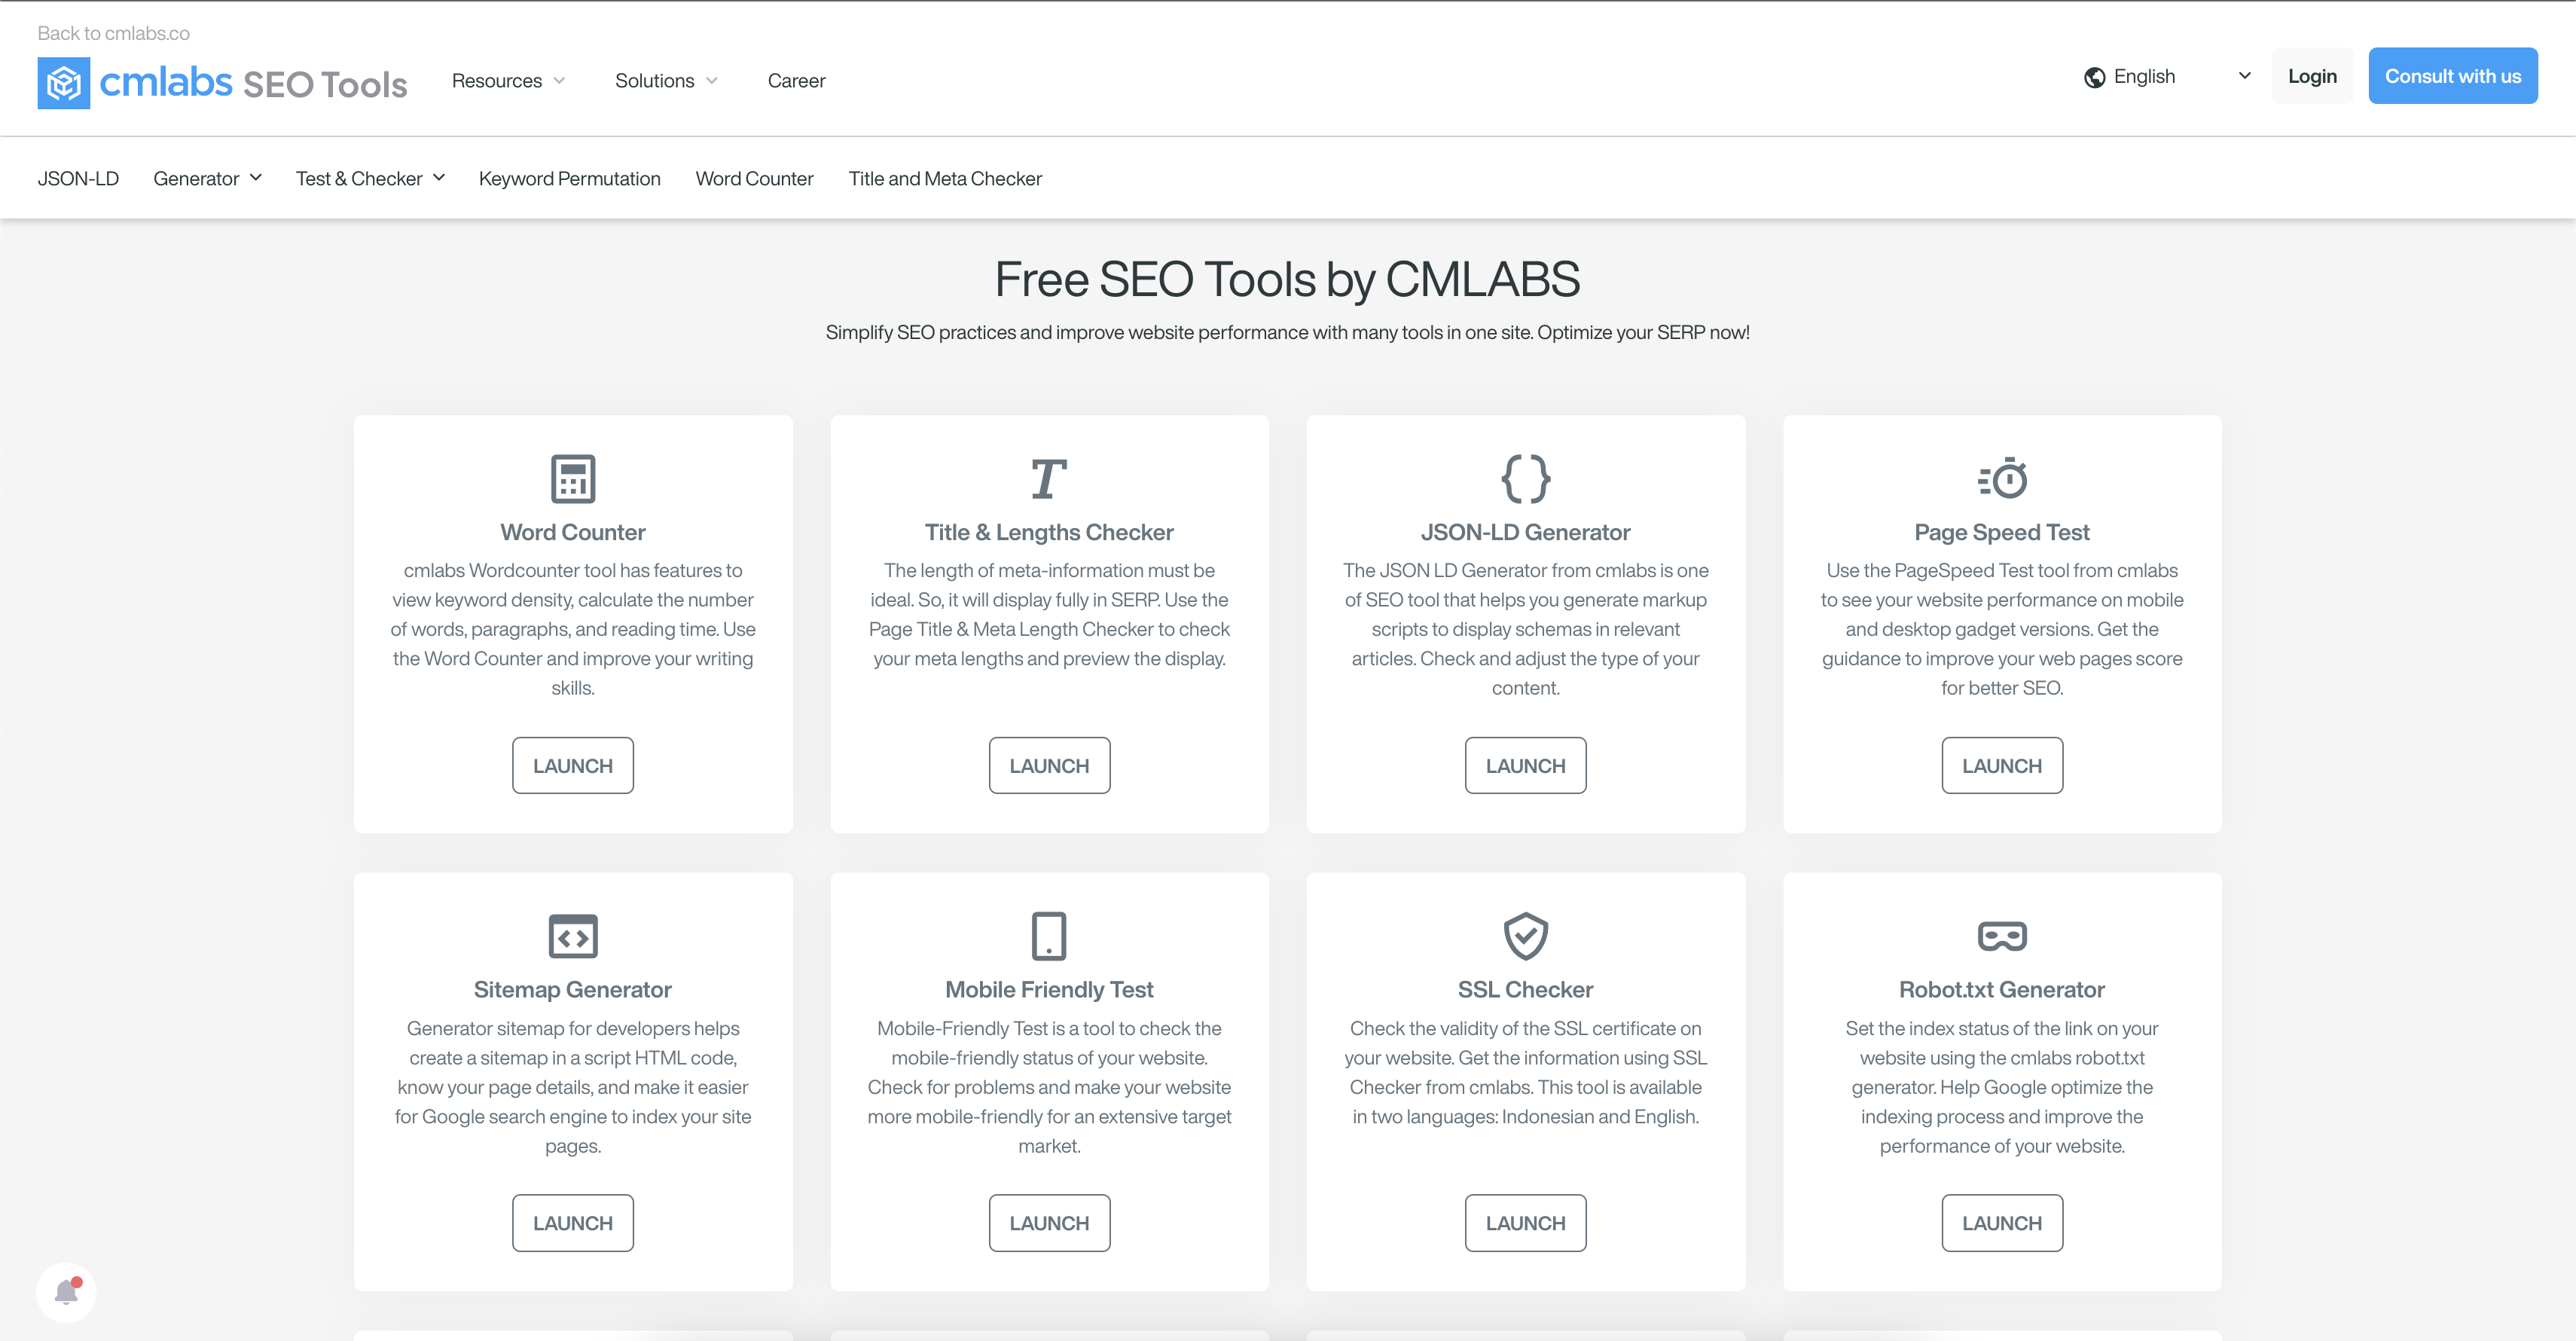 Back to cmlabs.co
cmlabs SEO Tools
Resources
Solutions
Career
English
Login
Consult with us
JSON-LD
Generator
Test & Checker
Keyword Permutation
Word Counter
Title and Meta Checker
Free SEO Tools by CMLABS
Simplify SEO practices and improve website performance with many tools in one site. Optimize your SERP now!
Word Counter
cmlabs Wordcounter tool has features to
view keyword density, calculate the number
of words, paragraphs, and reading time. Use
the Word Counter and improve your writing
skills.
LAUNCH
Title & Lengths Checker
The length of meta-information must be
ideal. So, it will display fully in SERP. Use the
Page Title & Meta Length Checker to check
your meta lengths and preview the display.
LAUNCH
JSON-LD Generator
The JSON LD Generator from cmlabs is one
of SEO tool that helps you generate markup
scripts to display schemas in relevant
articles. Check and adjust the type of your
content.
LAUNCH
Page Speed Test
Use the PageSpeed Test tool from cmlabs
to see your website performance on mobile
and desktop gadget versions. Get the
guidance to improve your web pages score
for better SEO.
LAUNCH
Sitemap Generator
Generator sitemap for developers helps
create a sitemap in a script HTML code,
know your page details, and make it easier
for Google search engine to index your site
pages.
LAUNCH
Mobile Friendly Test
Mobile-Friendly Test is a tool to check the
mobile-friendly status of your website.
Check for problems and make your website
more mobile-friendly for an extensive target
market.
LAUNCH
SSL Checker
Check the validity of the SSL certificate on
your website. Get the information using SSL
Checker from cmlabs. This tool is available
in two languages: Indonesian and English.
LAUNCH
Robot.txt Generator
Set the index status of the link on your
website using the cmlabs robot.txt
generator. Help Google optimize the
indexing process and improve the
performance of your website.
LAUNCH